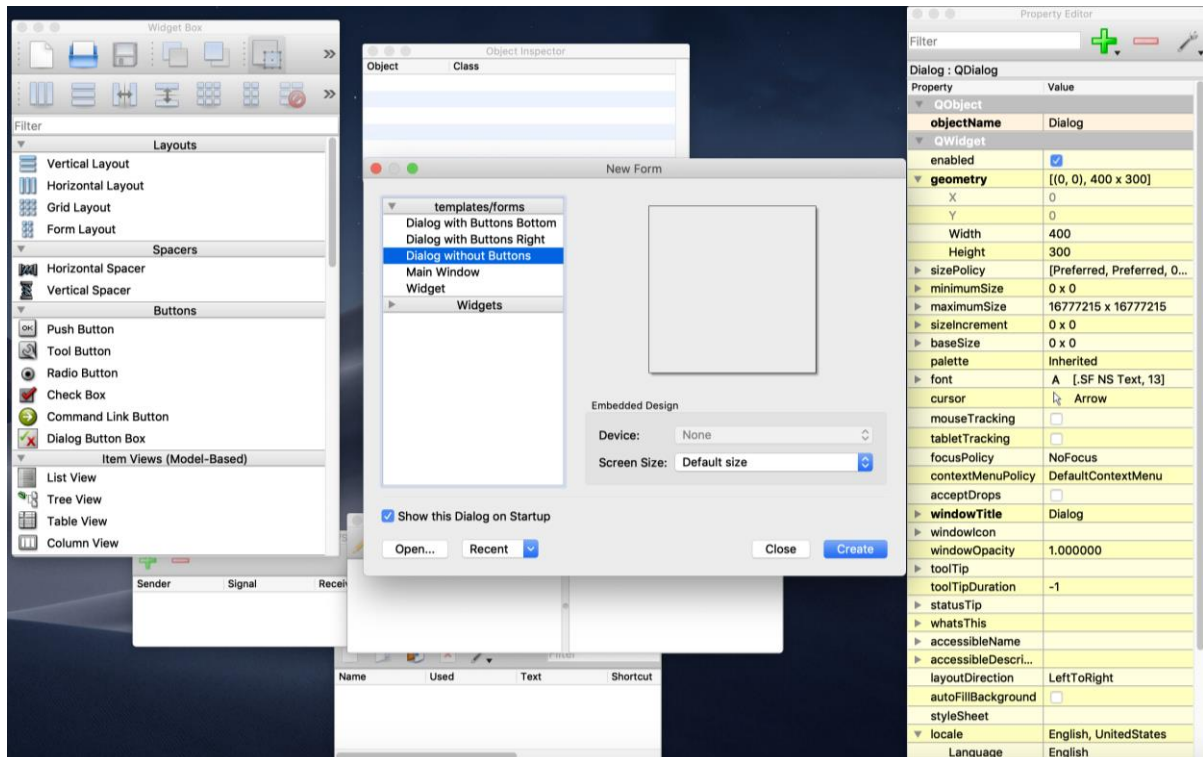 Widget Box
Filter
Layouts
Vertical Layout
Horizontal Layout
Grid Layout
Form Layout
Spacers
Horizontal Spacer
Vertical Spacer
Buttons
OK Push Button
Tool Button
Radio Button
Check Box
Command Link Button
Dialog Button Box
Item Views (Model-Based)
List View
Tree View
Table View
Column View
Object Inspector
Object Class
New Form
templates/forms
Dialog with Buttons Bottom
Dialog with Buttons Right
Dialog without Buttons
Main Window
Widget
Widgets
Embedded Design
Device: None
Screen Size: Default size
Show this Dialog on Startup
Open... Recent Close Create
Sender Signal Receiv
Filter
Name Used Text Shortcut
Property Editor
Filter
Dialog : QDialog
Property Value
QObject
objectName Dialog
QWidget
enabled
geometry [(0, 0), 400 x 300]
X 0
Y 0
Width 400
Height 300
sizePolicy [Preferred, Preferred, 0...
minimumSize 0 x 0
maximumSize 16777215 x 16777215
sizeIncrement 0 x 0
baseSize 0 x 0
palette Inherited
font A [.SF NS Text, 13]
cursor Arrow
mouseTracking
tabletTracking
focusPolicy NoFocus
contextMenuPolicy DefaultContextMenu
acceptDrops
windowTitle Dialog
windowIcon
windowOpacity 1.000000
toolTip
toolTipDuration -1
statusTip
whatsThis
accessibleName
accessibleDescri...
layoutDirection LeftToRight
autoFillBackground
styleSheet
locale English, UnitedStates
Language English